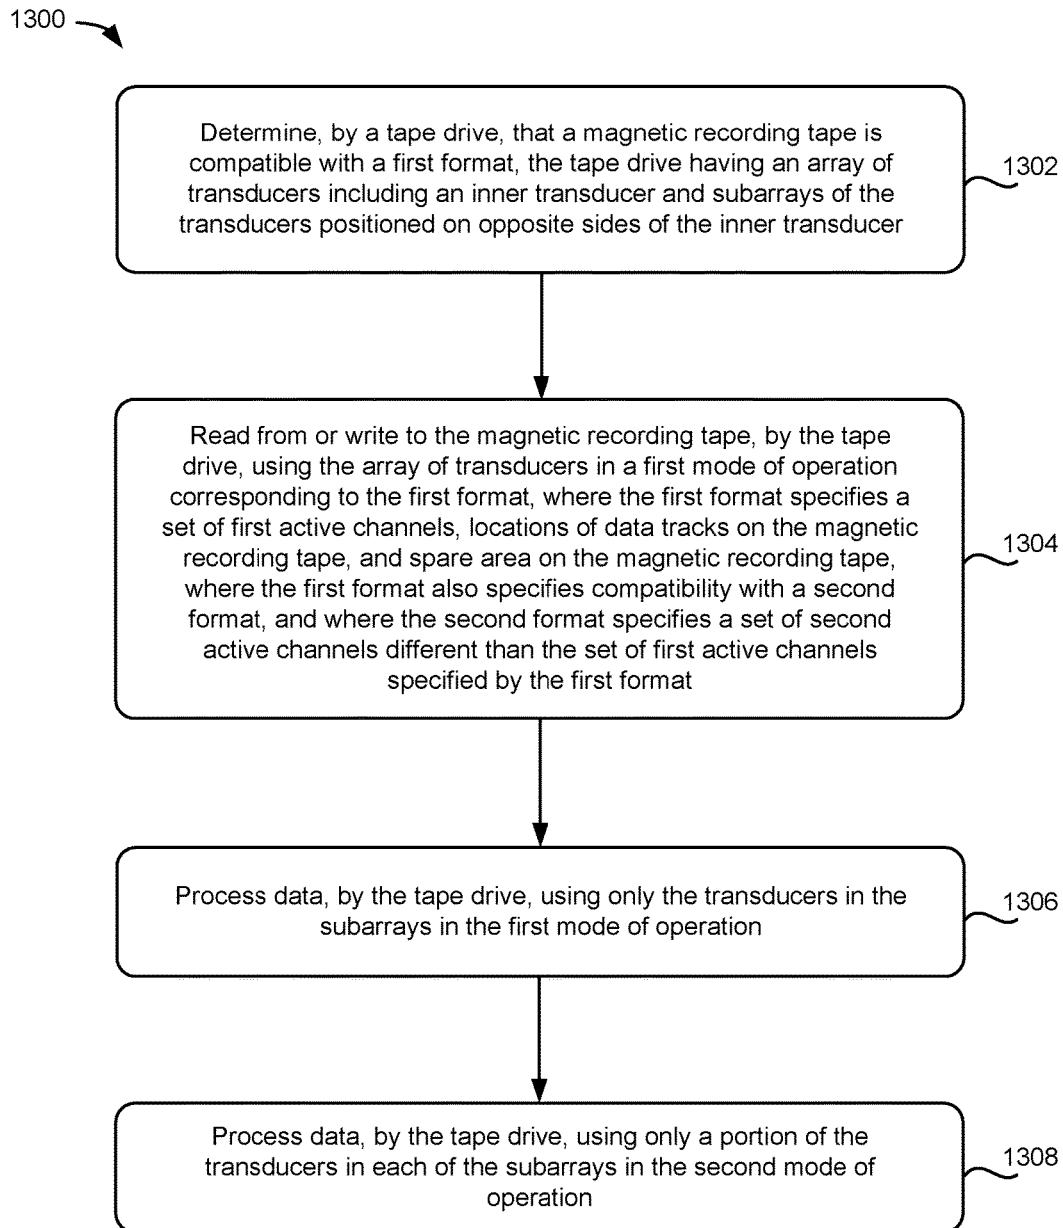 1300
Determine, by a tape drive, that a magnetic recording tape is
compatible with a first format, the tape drive having an array of
transducers including an inner transducer and subarrays of the
transducers positioned on opposite sides of the inner transducer
1302
Read from or write to the magnetic recording tape, by the tape
drive, using the array of transducers in a first mode of operation
corresponding to the first format, where the first format specifies a
set of first active channels, locations of data tracks on the magnetic
recording tape, and spare area on the magnetic recording tape,
where the first format also specifies compatibility with a second
format, and where the second format specifies a set of second
active channels different than the set of first active channels
specified by the first format
1304
Process data, by the tape drive, using only the transducers in the
subarrays in the first mode of operation
1306
Process data, by the tape drive, using only a portion of the
transducers in each of the subarrays in the second mode of
operation
1308